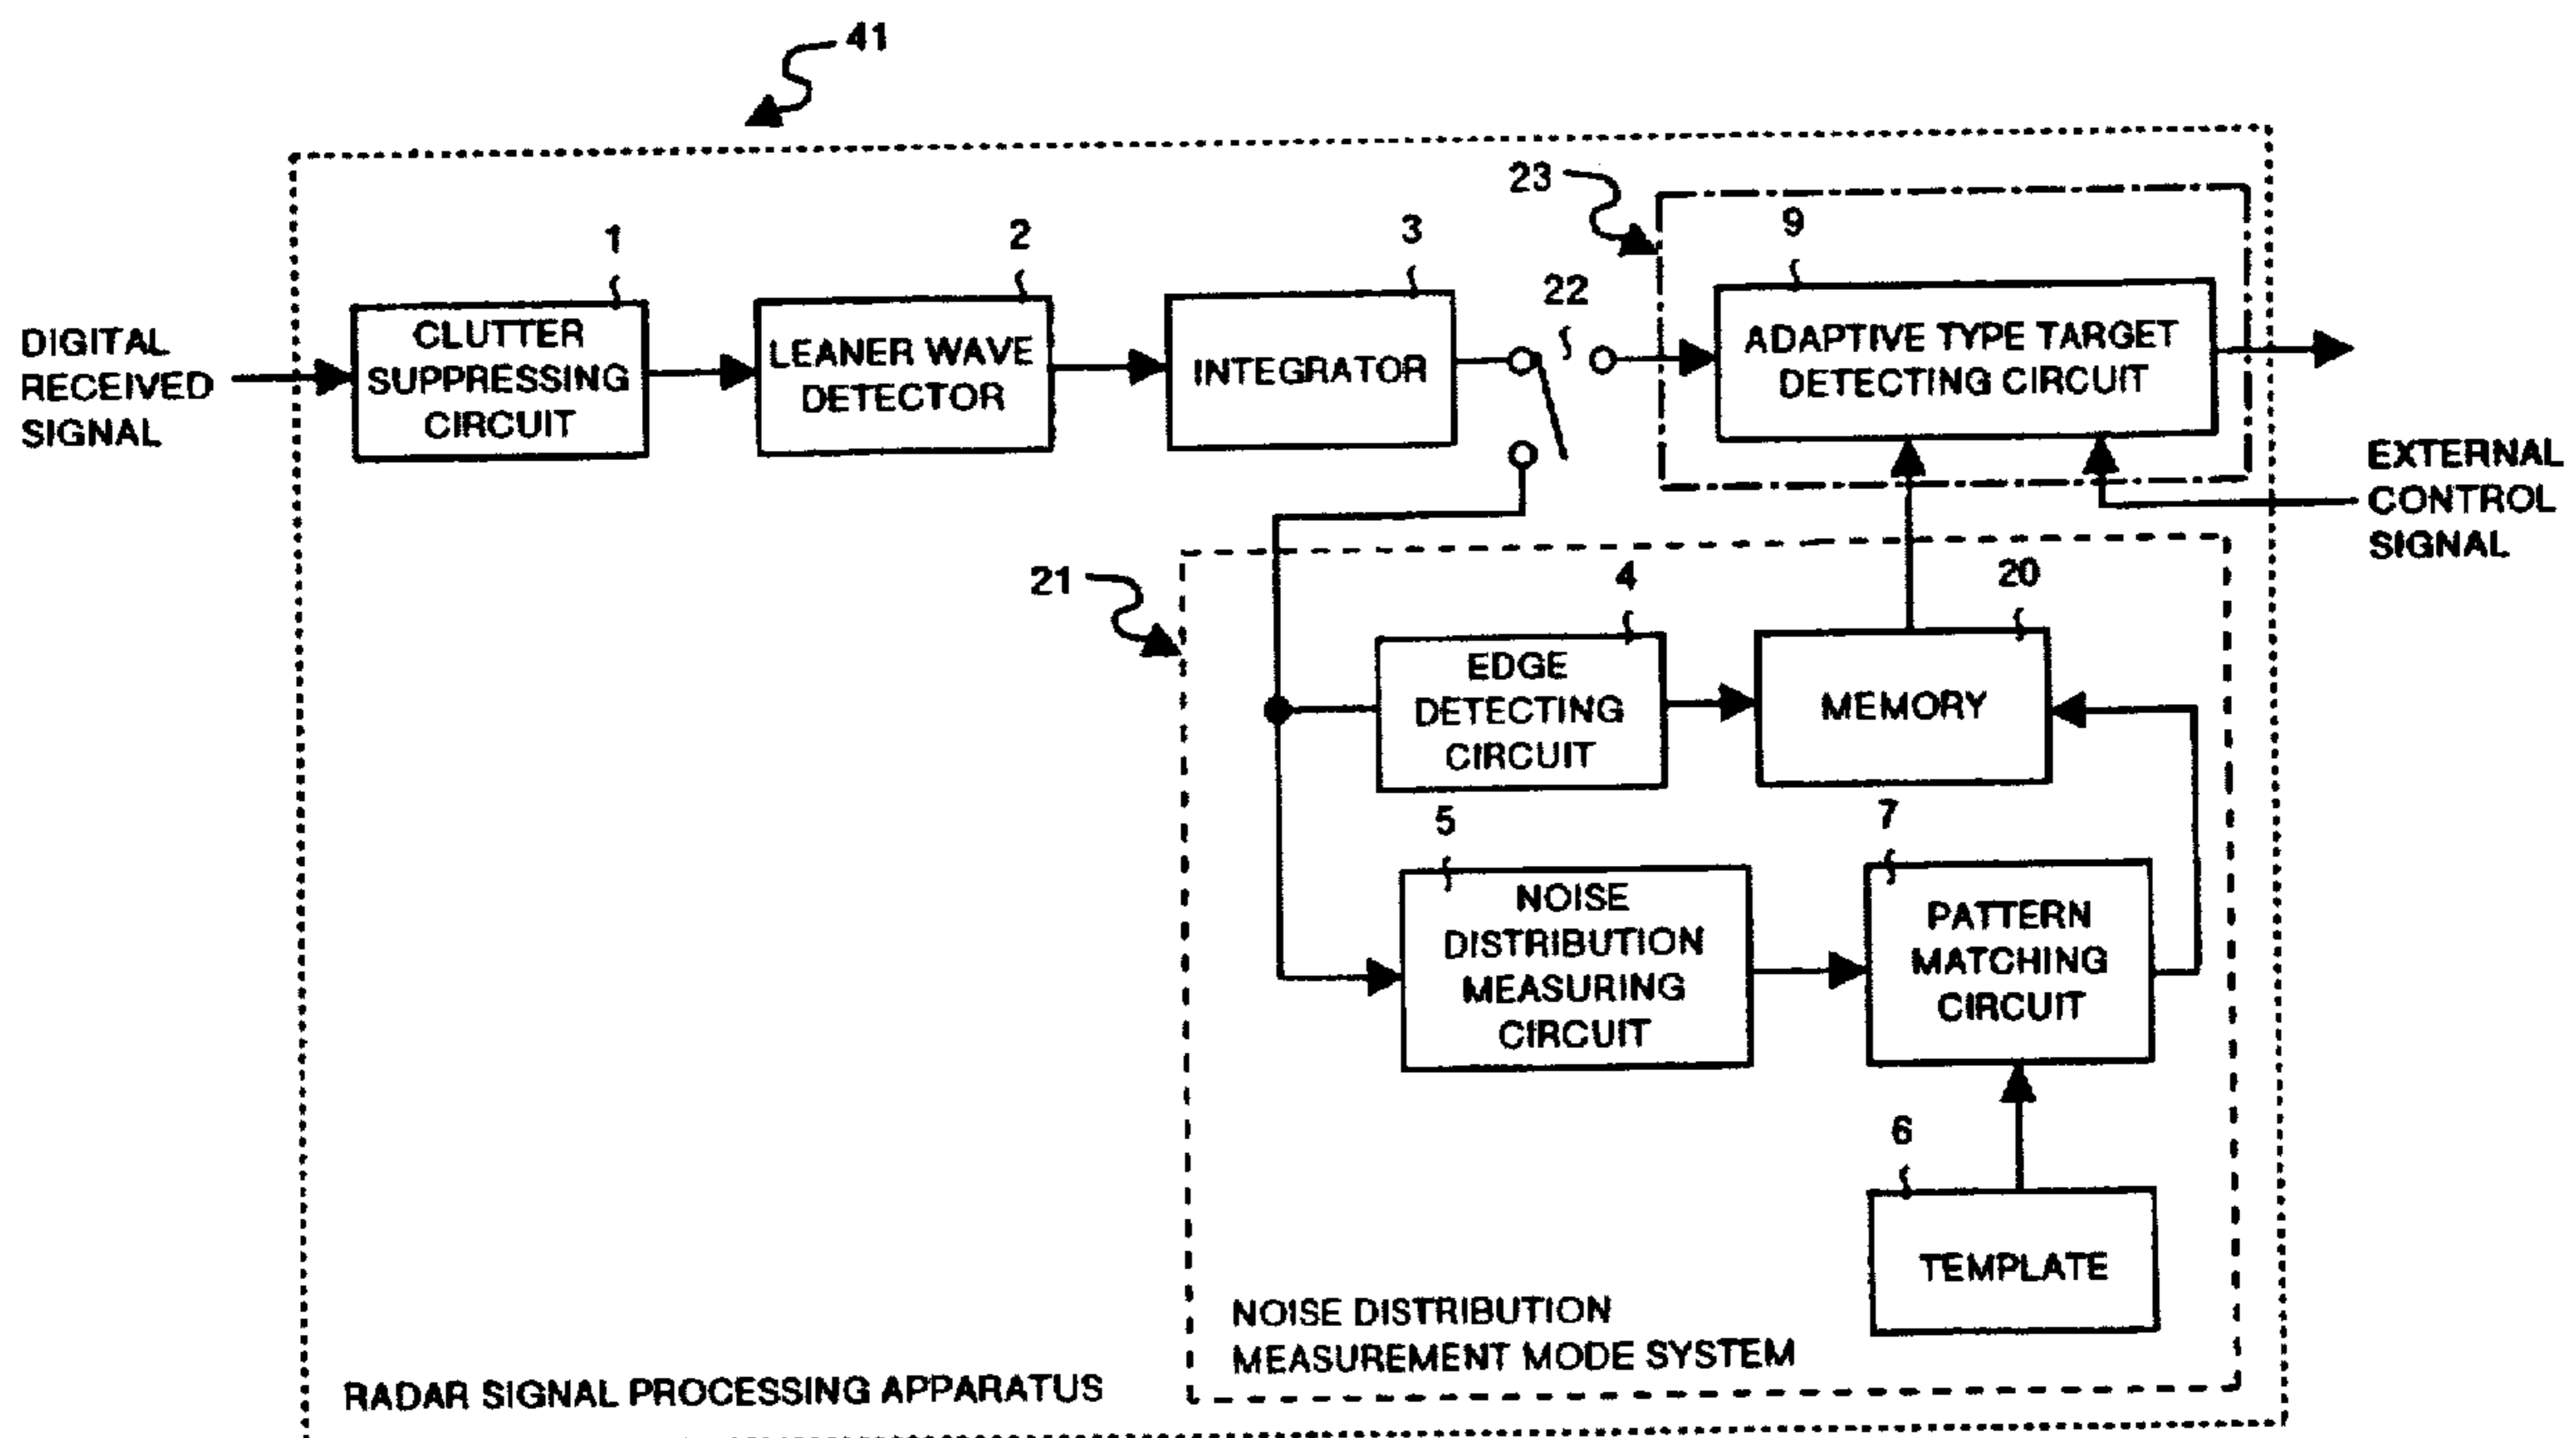 41
23
1
2
3
22
9
DIGITAL
RECEIVED
SIGNAL
CLUTTER
SUPPRESSING
CIRCUIT
LEANER WAVE
DETECTOR
INTEGRATOR
ADAPTIVE TYPE TARGET
DETECTING CIRCUIT
EXTERNAL
CONTROL
SIGNAL
21
4
20
EDGE
DETECTING
CIRCUIT
MEMORY
5
7
NOISE
DISTRIBUTION
MEASURING
CIRCUIT
PATTERN
MATCHING
CIRCUIT
6
TEMPLATE
NOISE DISTRIBUTION
MEASUREMENT MODE SYSTEM
RADAR SIGNAL PROCESSING APPARATUS